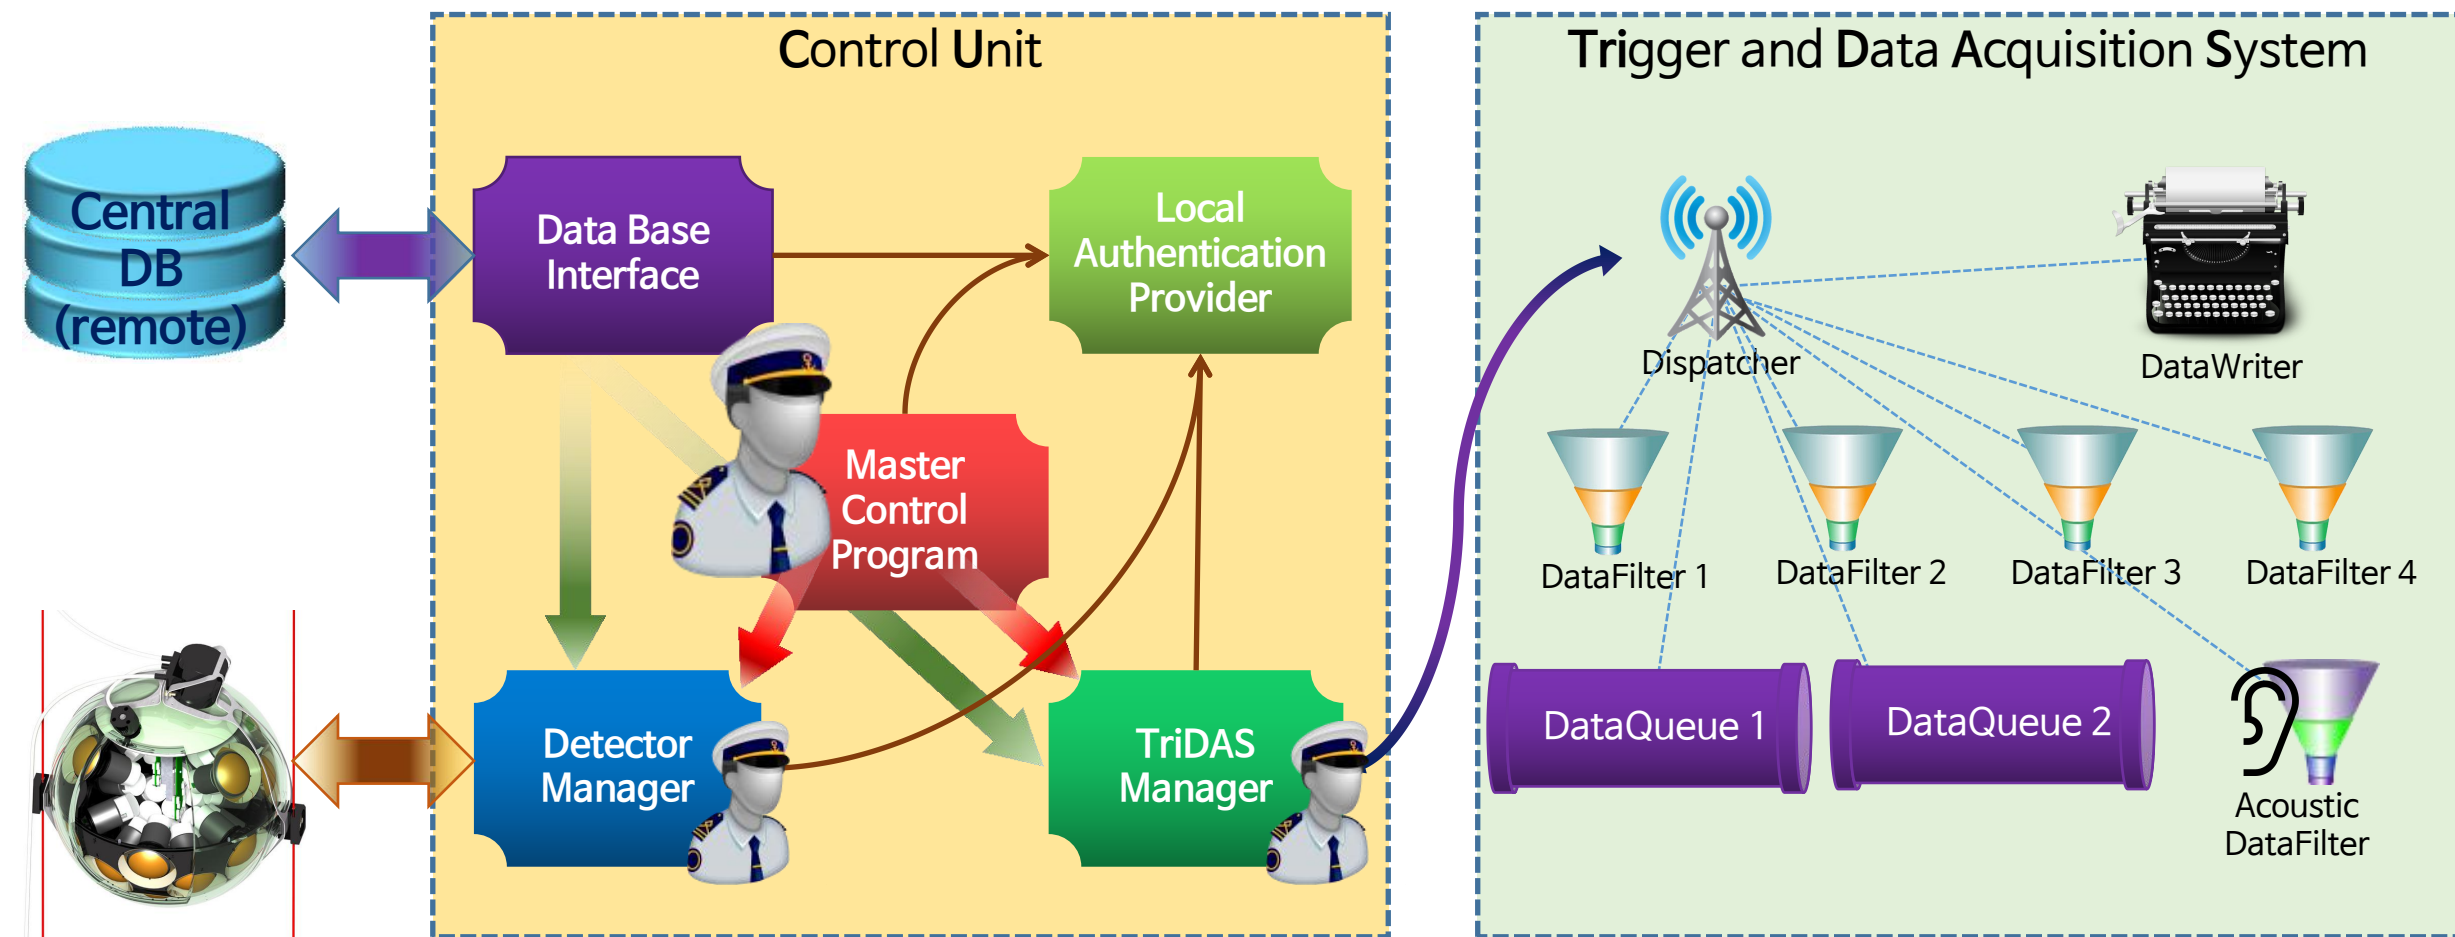 Control Unit
Trigger and Data Acquisition System
Central
DB
(remote)
Data Base
Interface
Local
Authentication
Provider
Master
Control
Program
Detector
Manager
TriDAS
Manager
Dispatcher
DataWriter
DataFilter 1
DataFilter 2
DataFilter 3
DataFilter 4
DataQueue 1
DataQueue 2
Acoustic
DataFilter